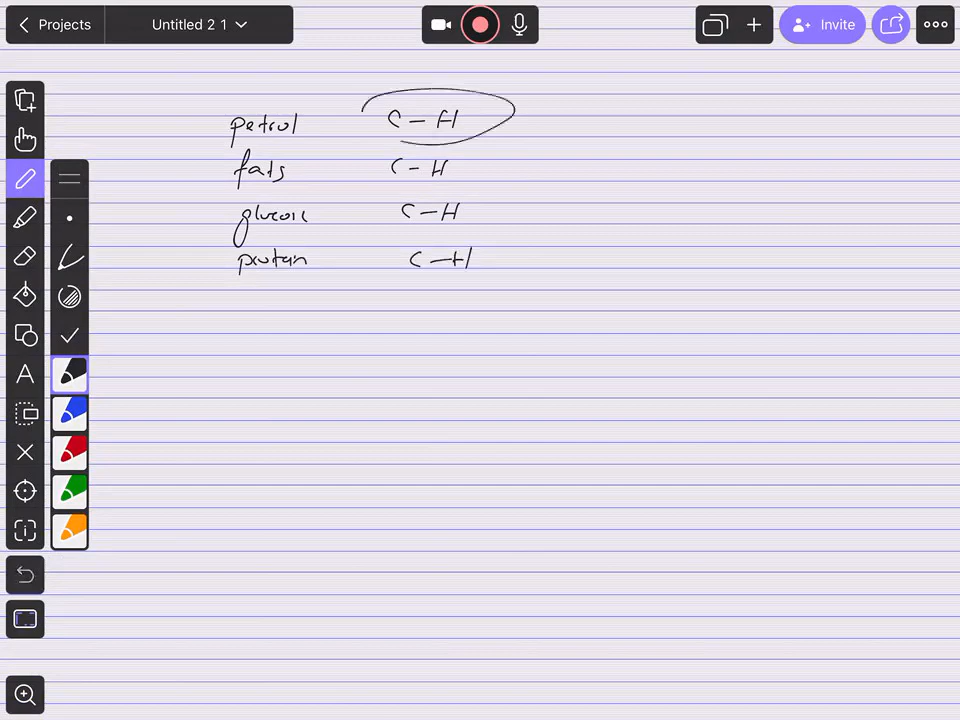 Projects Untitled 2 1 Invite
petrol C-H
fats C-H
glucose C-H
protein C-H
A